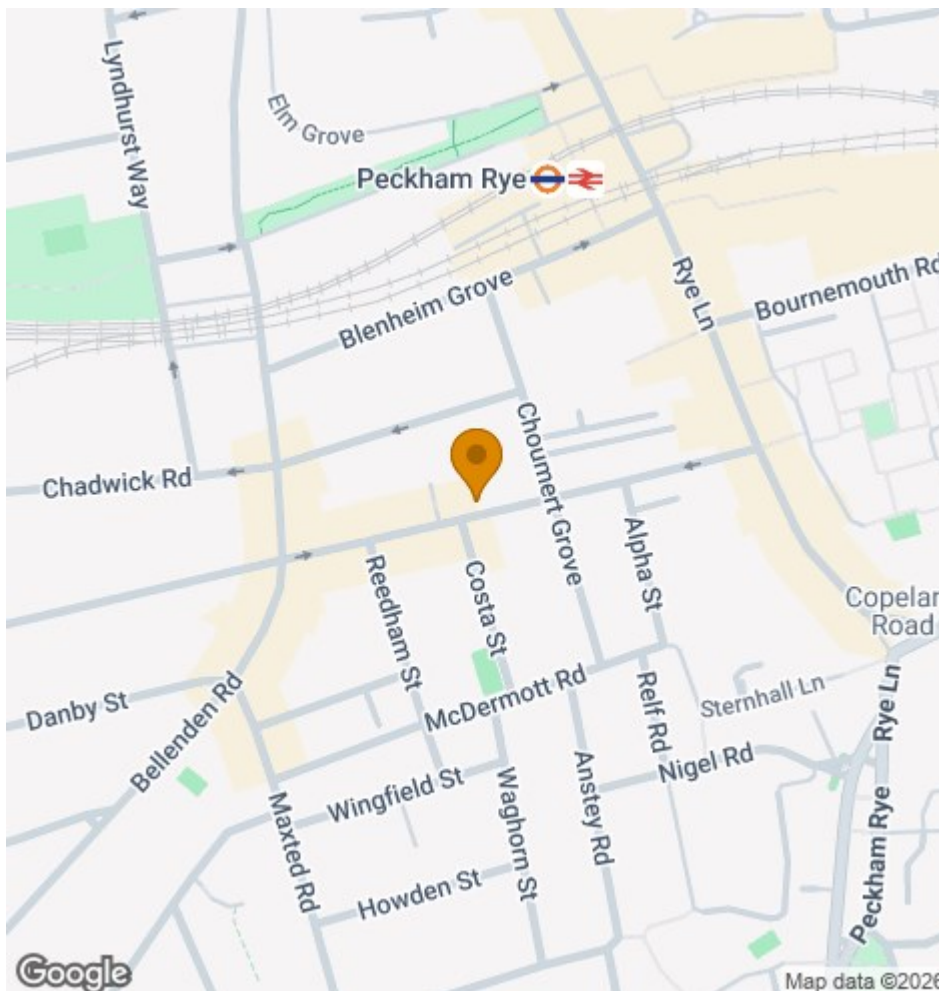 Lyndhurst Way
Elm Grove
Peckham Rye
Rye Ln
Bournemouth Rd
Blenheim Grove
Choumert Grove
Chadwick Rd
Alpha St
Reedham St
Costa St
Copelan
Road
Danby St
Bellenden Rd
McDermott Rd
Relf Rd
Sternhall Ln
Rye Ln
Nigel Rd
Wingfield St
Anstey Rd
Waghorn St
Maxted Rd
Howden St
Peckham Rye
Google
Map data ©2026